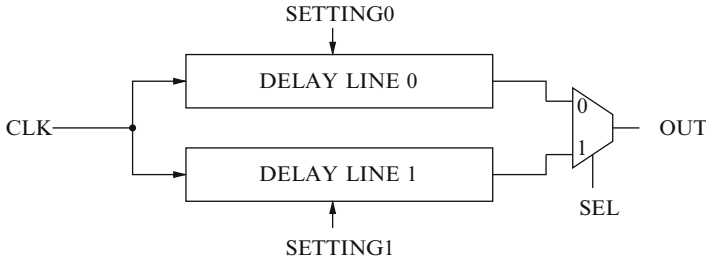 SETTING0
DELAY LINE 0
CLK
0
OUT
1
DELAY LINE 1
SEL
SETTING1